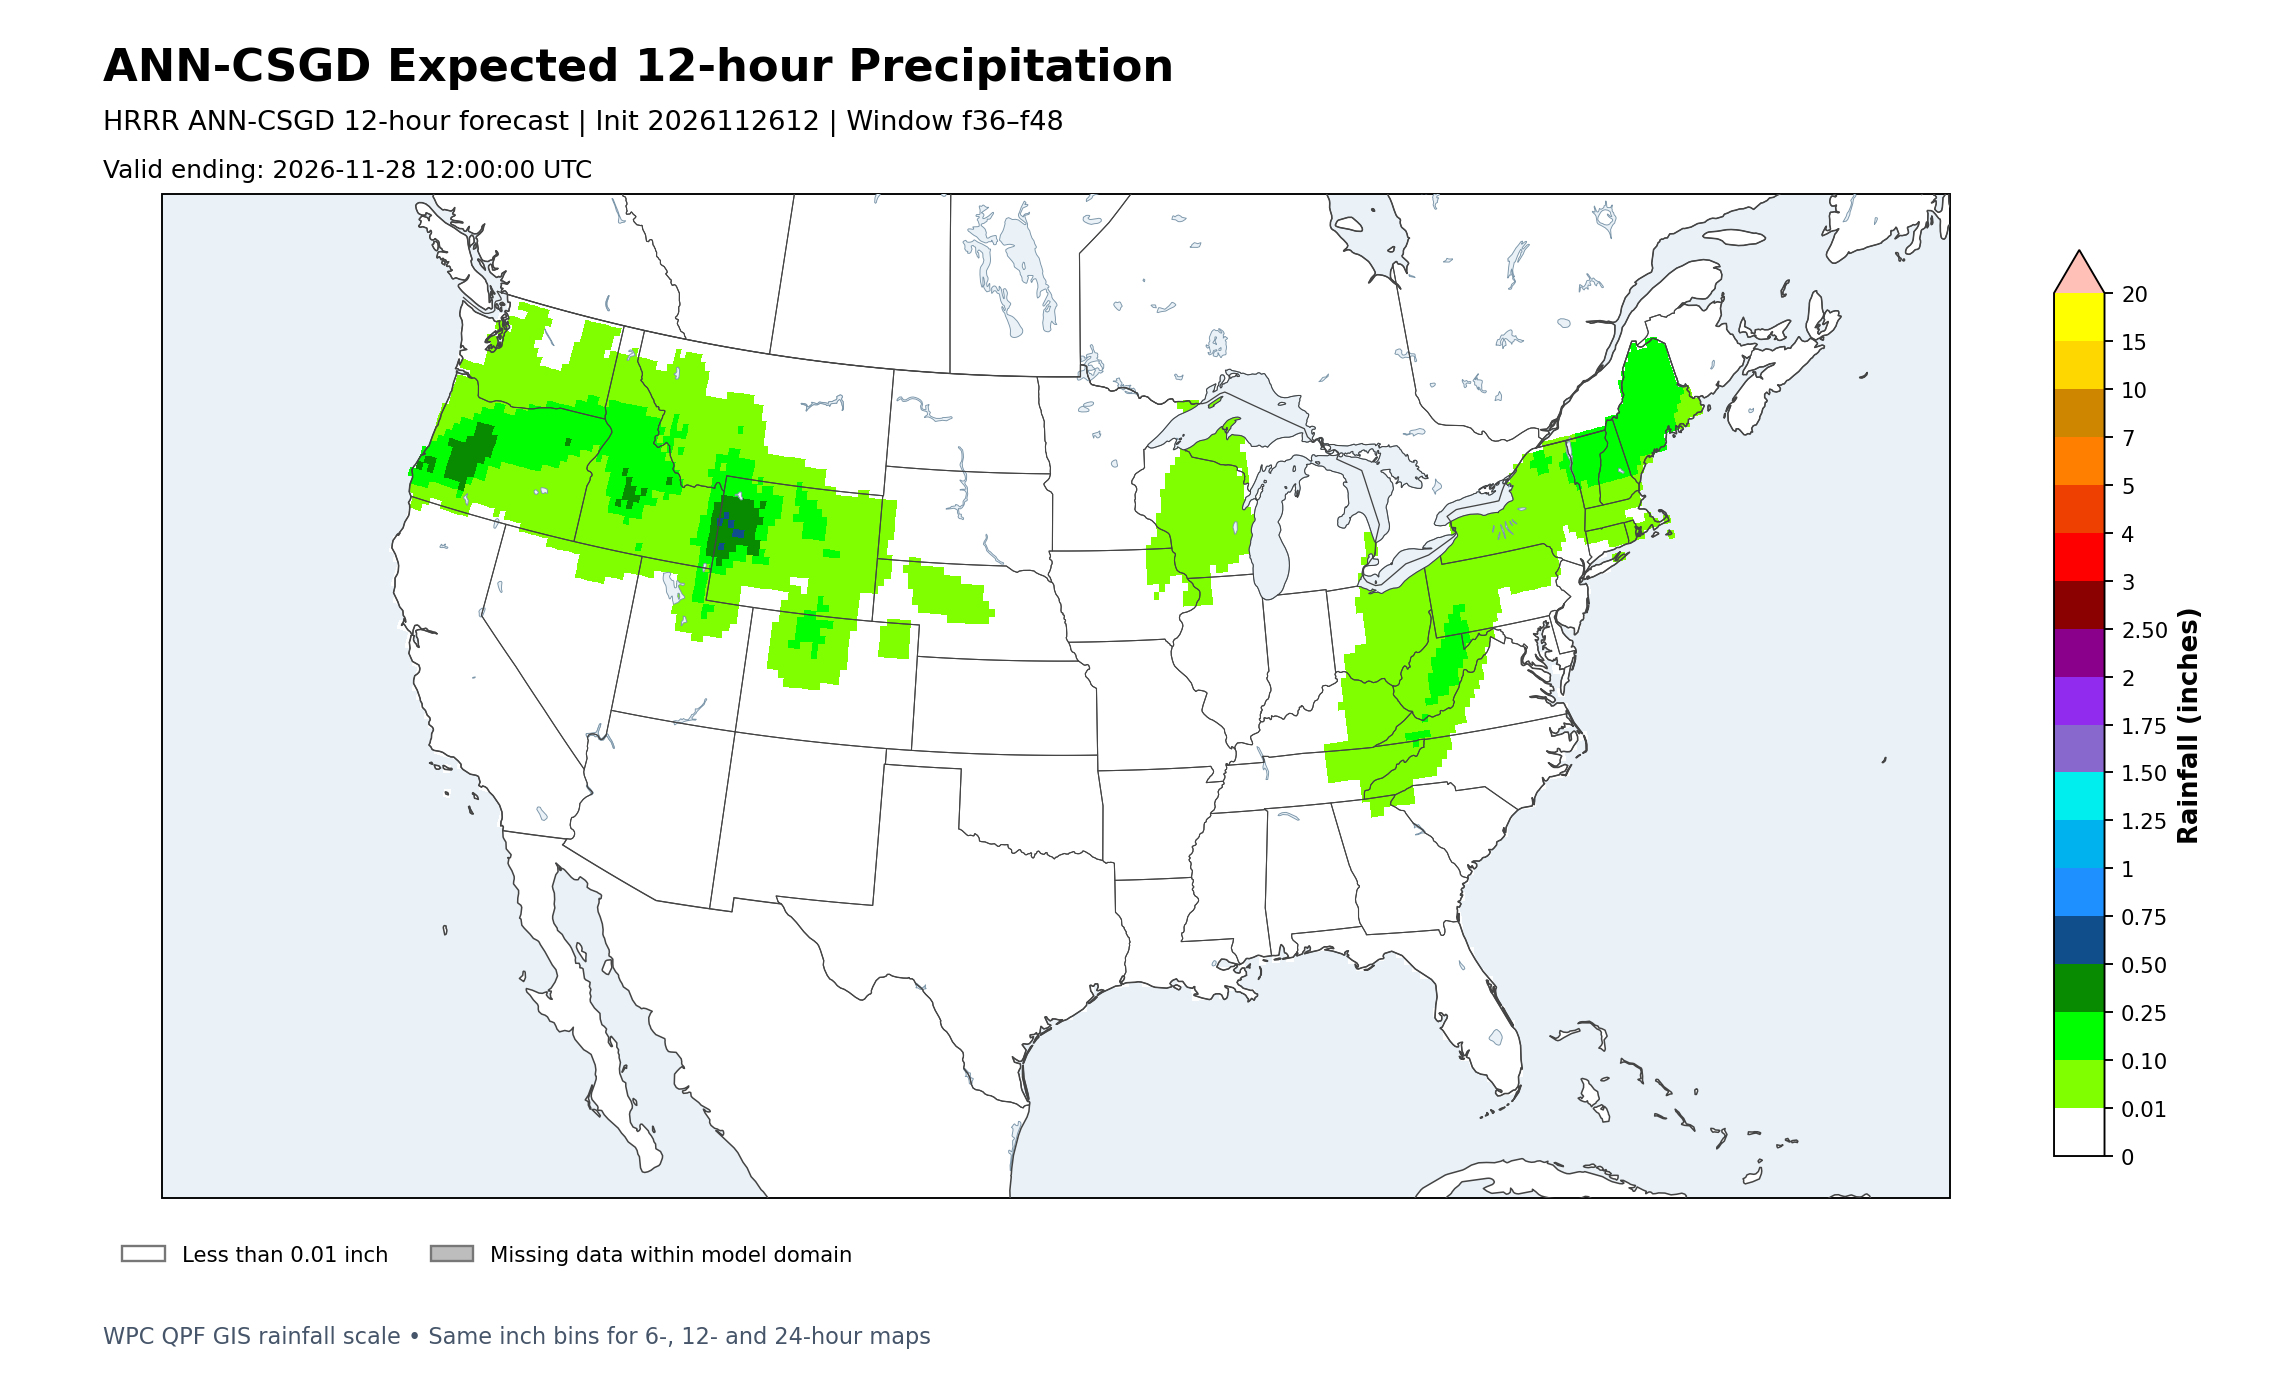 ANN-CSGD Expected 12-hour Precipitation
HRRR ANN-CSGD 12-hour forecast | Init 2026112612 | Window f36–f48
Valid ending: 2026-11-28 12:00:00 UTC
20
15
10
7
5
4
3
2.50
2
1.75
1.50
1.25
1
0.75
0.50
0.25
0.10
0.01
0
Rainfall (inches)
Less than 0.01 inch
Missing data within model domain
WPC QPF GIS rainfall scale • Same inch bins for 6-, 12- and 24-hour maps